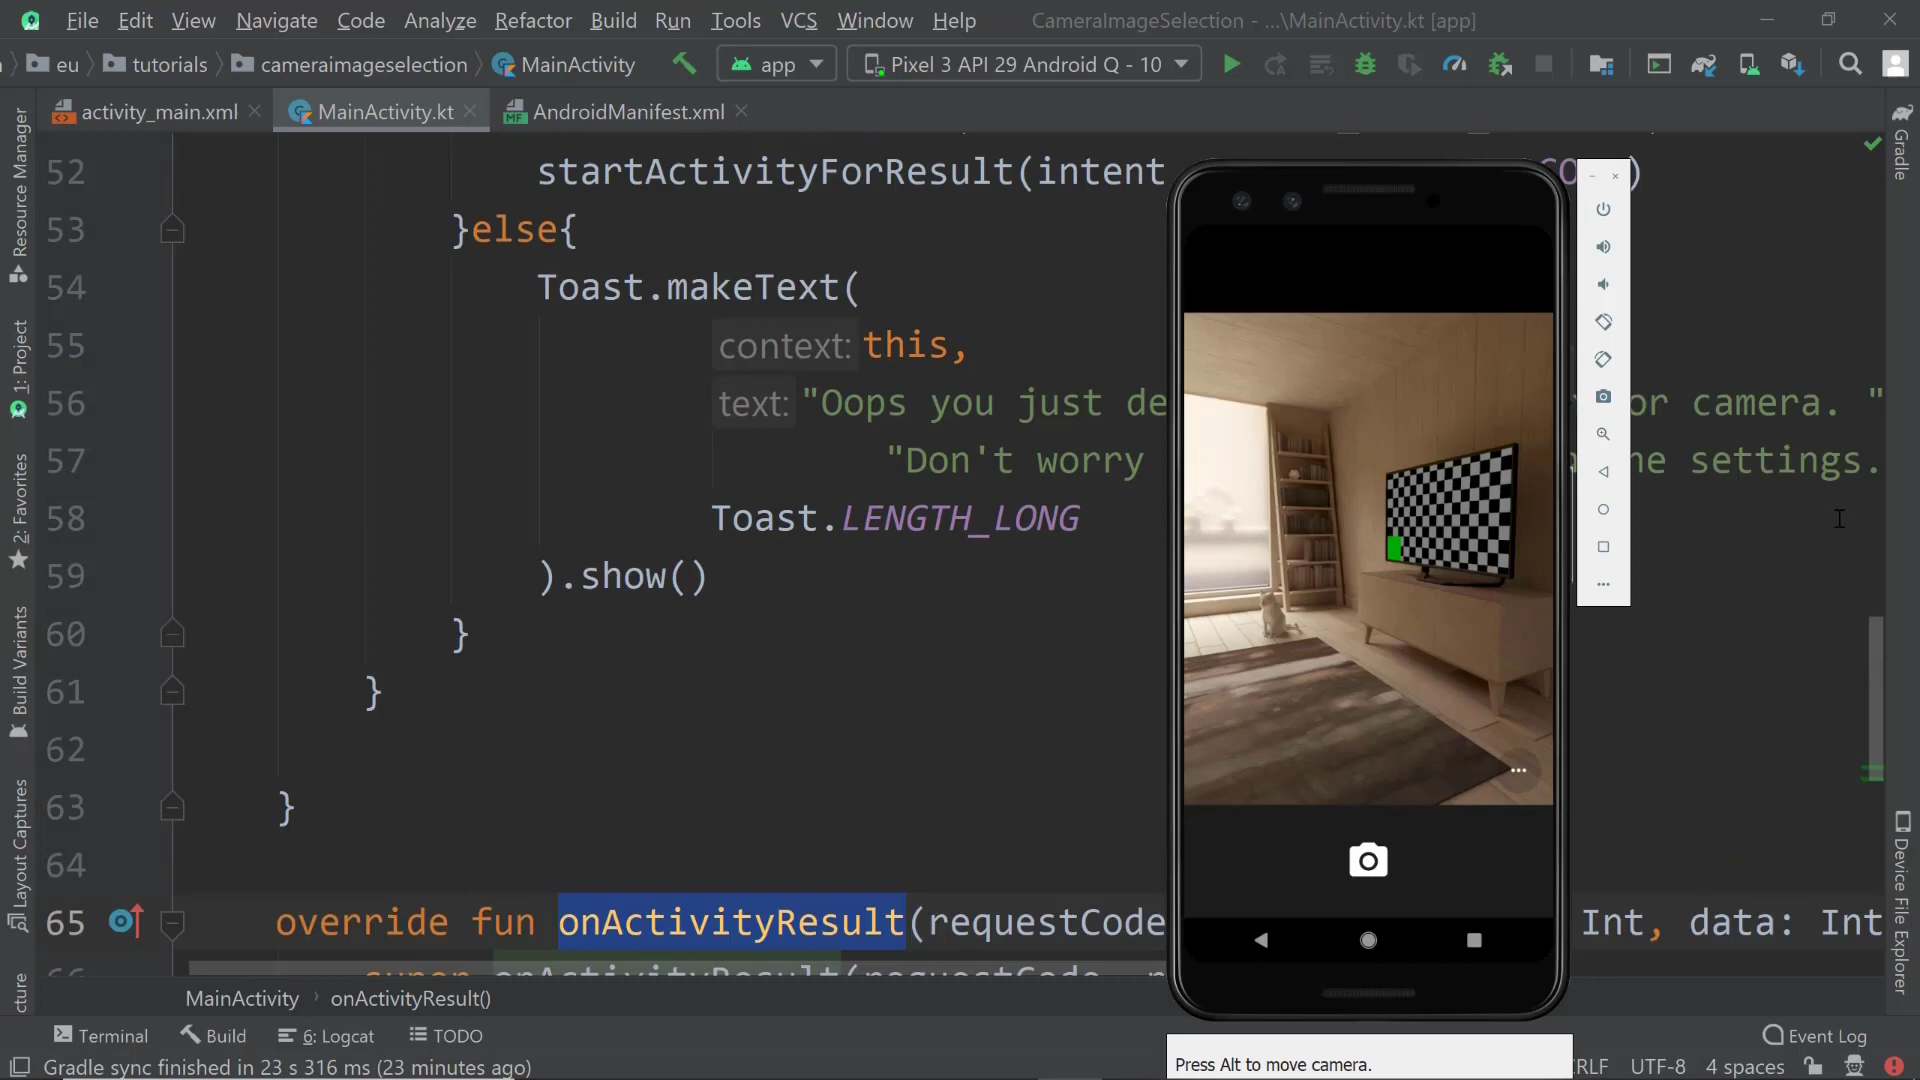 File Edit View Navigate Code Analyze Refactor Build Run Tools VCS Window Help CameraImageSelection - ...\MainActivity.kt [app]
eu tutorials cameraimageselection MainActivity app Pixel 3 API 29 Android Q - 10
activity_main.xml MainActivity.kt AndroidManifest.xml
Resource Manager
1: Project
2: Favorites
Build Variants
Layout Captures
52 startActivityForResult(intent CO )
53 }else{
54 Toast.makeText(
55 context: this,
56 text: "Oops you just de or camera. "
57 "Don't worry he settings.
58 Toast.LENGTH_LONG
59 ).show()
60 }
61 }
62
63 }
64
65 override fun onActivityResult(requestCode Int, data: Int
66 super.onActivityResult(requestCode,
Gradle
Device File Explorer
MainActivity › onActivityResult()
Terminal Build 6: Logcat TODO Event Log
Gradle sync finished in 23 s 316 ms (23 minutes ago) Press Alt to move camera. RLF UTF-8 4 spaces